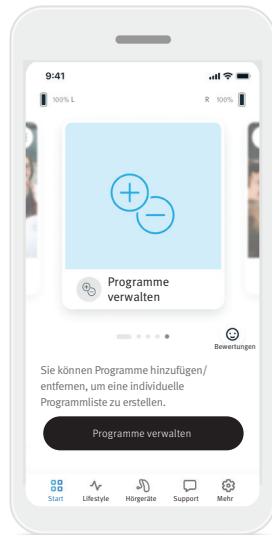 9:41
100% L
R 100%
Programme
verwalten
Bewertungen
Sie können Programme hinzufügen/
entfernen, um eine individuelle
Programmliste zu erstellen.
Programme verwalten
Start Lifestyle Hörgeräte Support Mehr